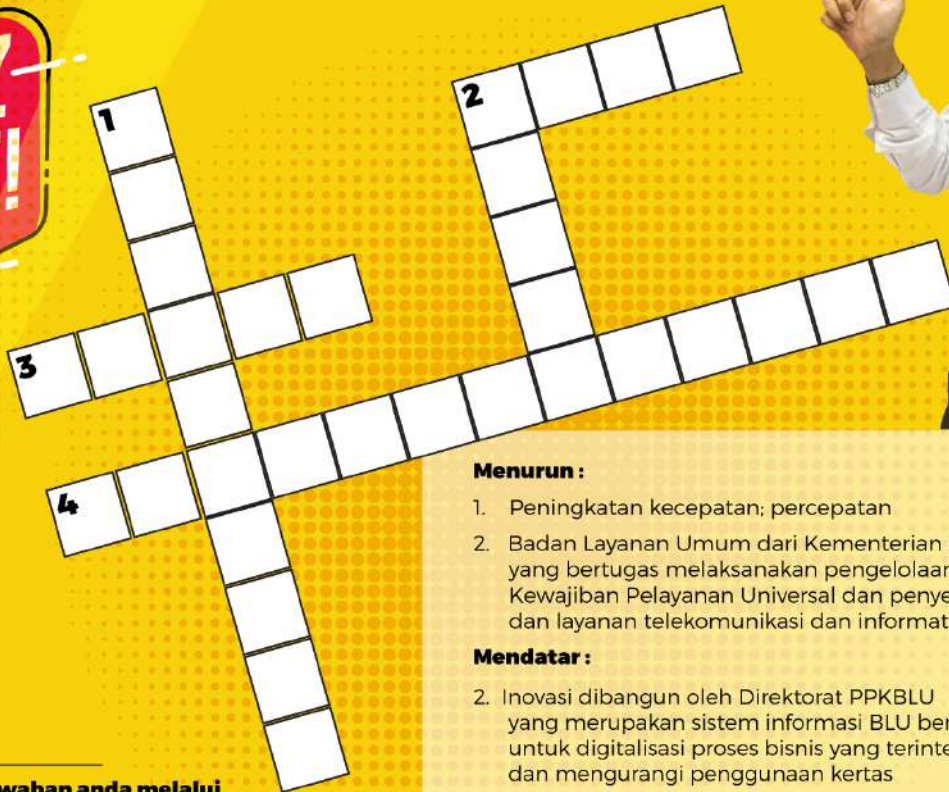 1
2
3
4
Menurun :
1. Peningkatan kecepatan; percepatan
2. Badan Layanan Umum dari Kementerian
yang bertugas melaksanakan pengelolaan
Kewajiban Pelayanan Universal dan
dan layanan telekomunikasi dan
Mendatar :
2. Inovasi dibangun oleh Direktorat PPKBLU
yang merupakan sistem informasi BLU
untuk digitalisasi proses bisnis yang
dan mengurangi penggunaan kertas
anda melalui